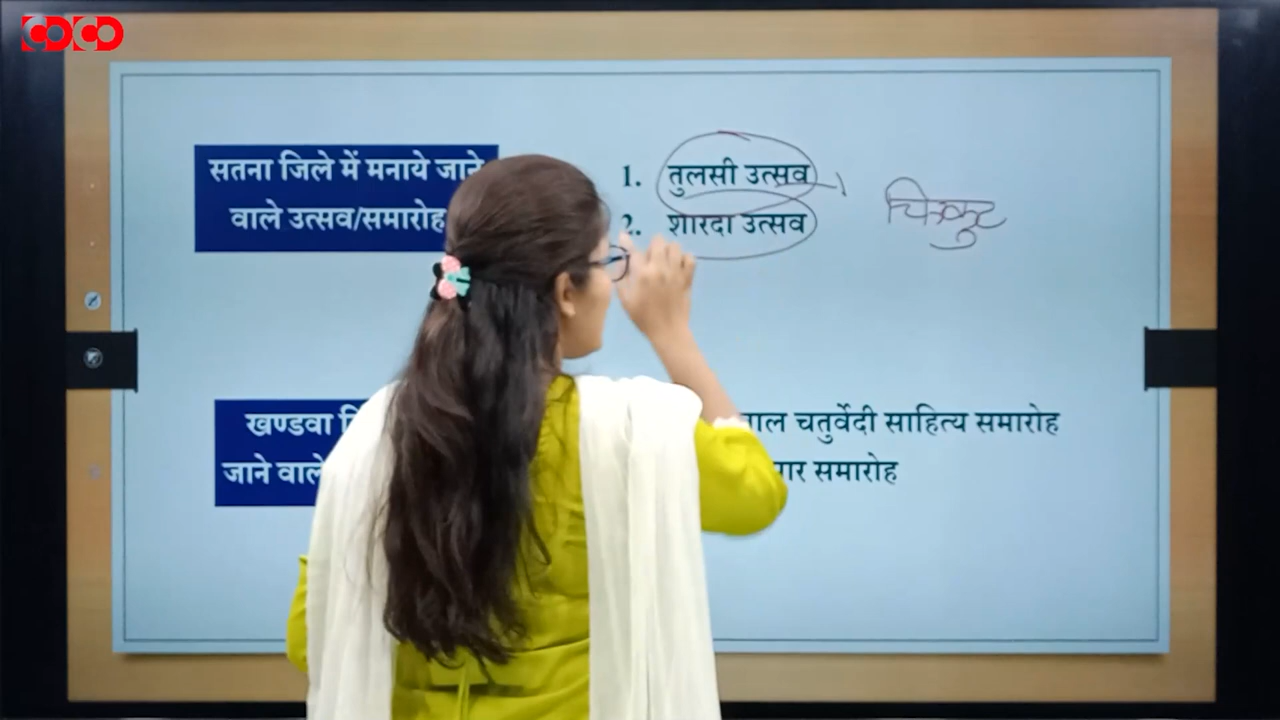 COCO
सतना जिले में मनाये जाने
वाले उत्सव/समारोह
1. तुलसी उत्सव
2. शारदा उत्सव
चित्रकुट
खण्डवा
जाने वाले
चतुर्वेदी साहित्य समारोह
समारोह